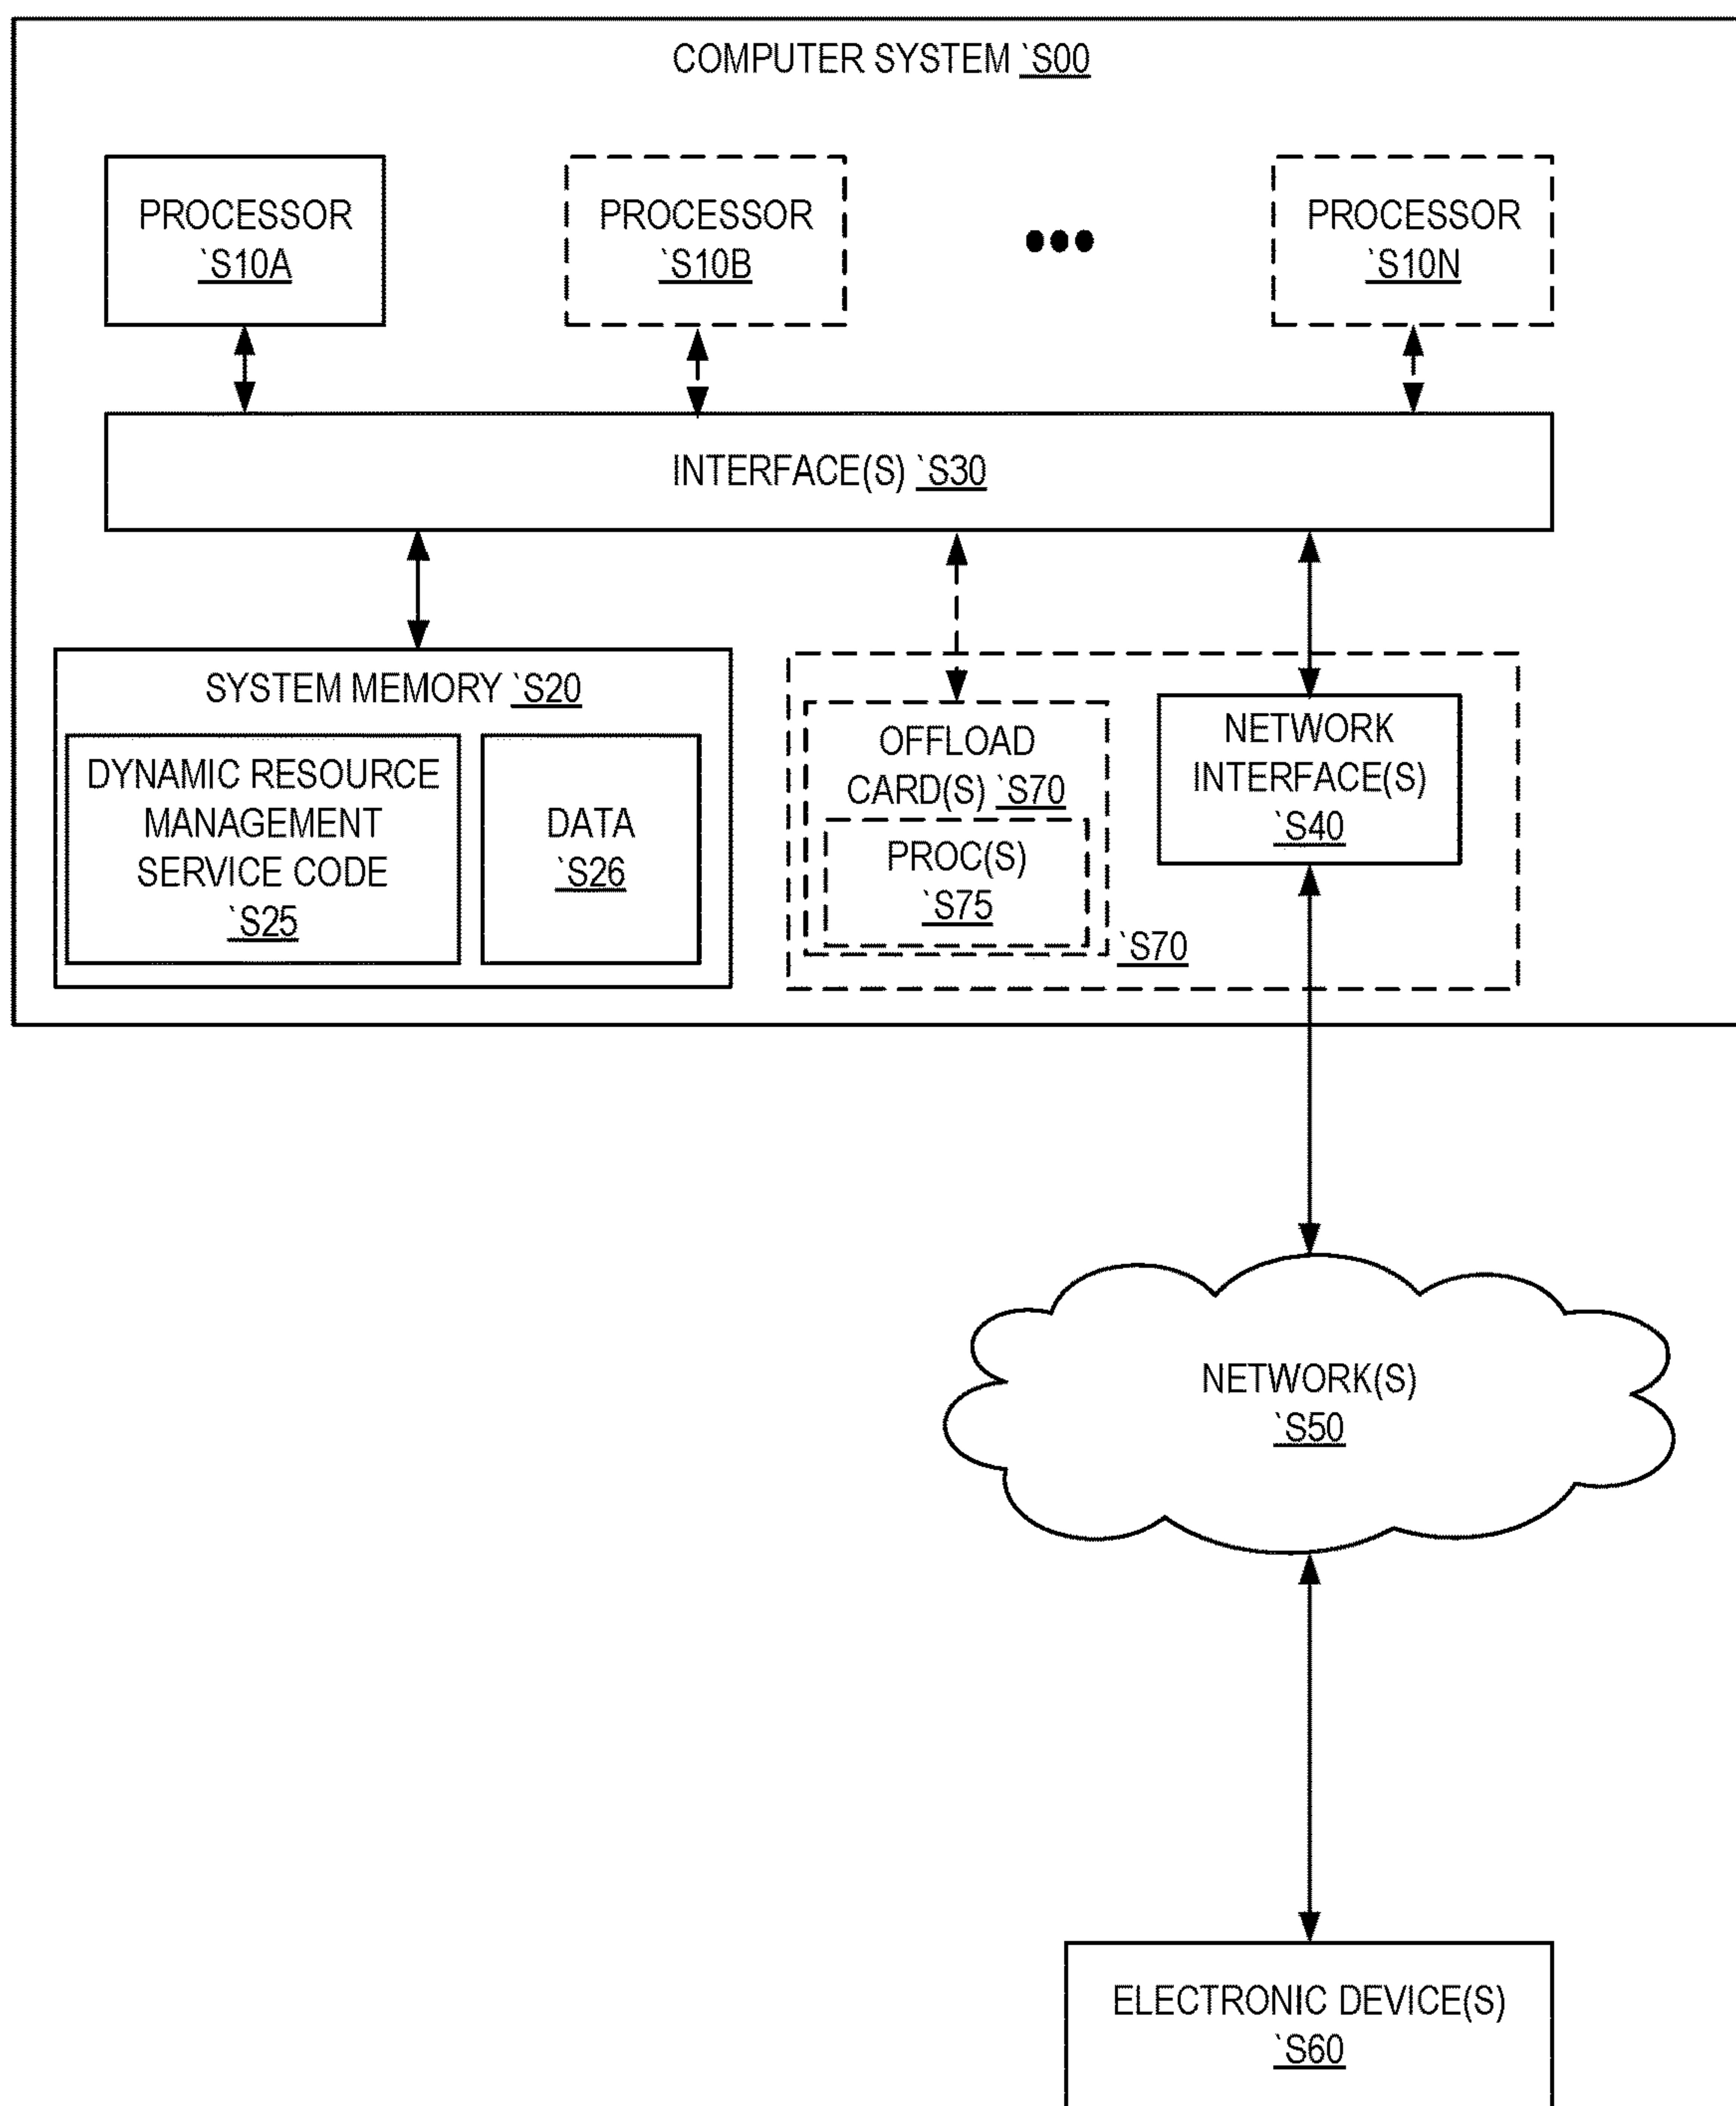 COMPUTER SYSTEM `S00
PROCESSOR
`S10A
PROCESSOR
`S10B
PROCESSOR
`S10N
INTERFACE(S) `S30
SYSTEM MEMORY `S20
DYNAMIC RESOURCE
MANAGEMENT
SERVICE CODE
`S25
DATA
`S26
OFFLOAD
CARD(S) `S70
PROC(S)
`S75
`S70
NETWORK
INTERFACE(S)
`S40
NETWORK(S)
`S50
ELECTRONIC DEVICE(S)
`S60